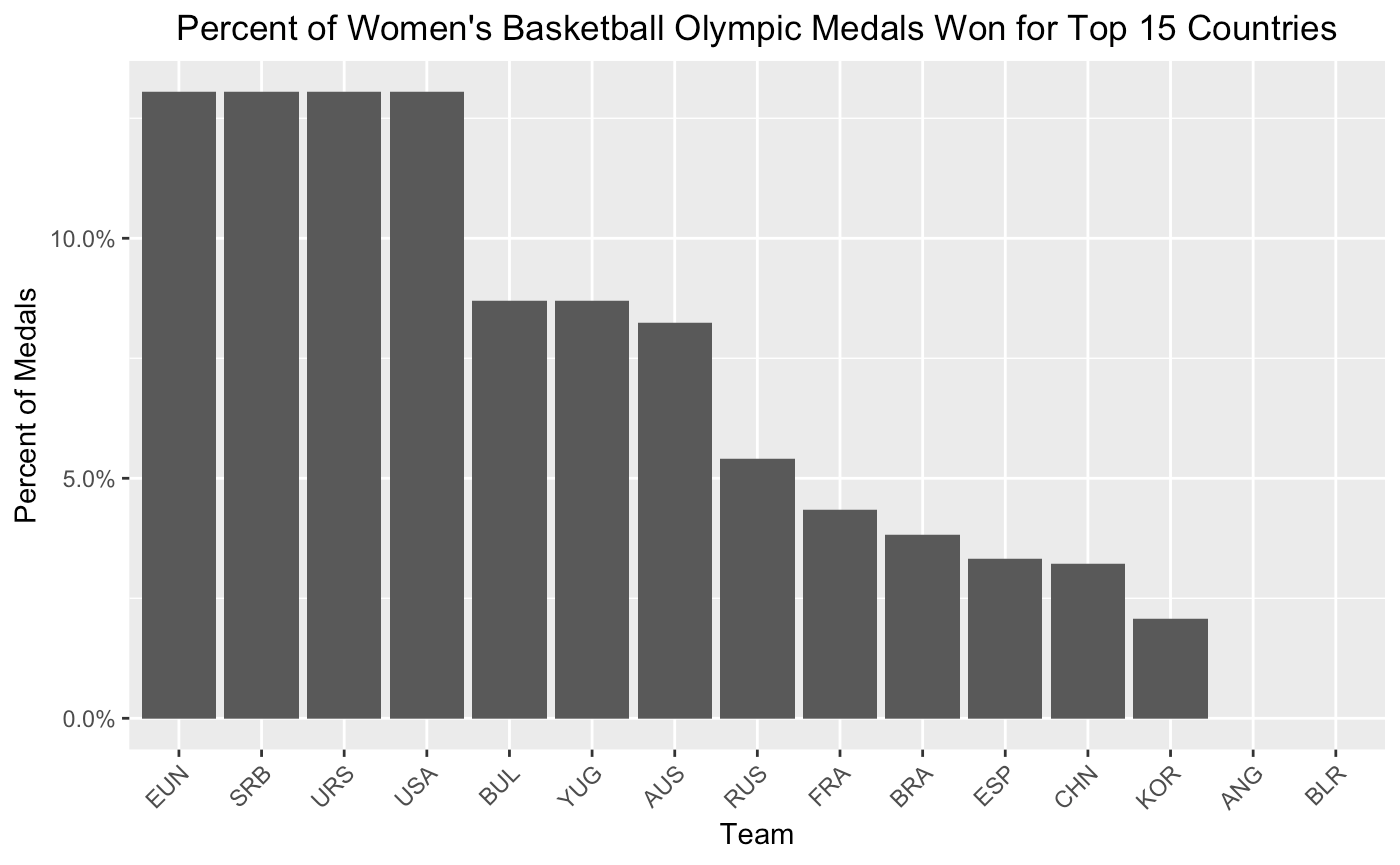 Percent of Women's Basketball Olympic Medals Won for Top 15 Countries
Percent of Medals
10.0%
5.0%
0.0%
EUN SRB URS USA BUL YUG AUS RUS FRA BRA ESP CHN KOR ANG BLR
Team